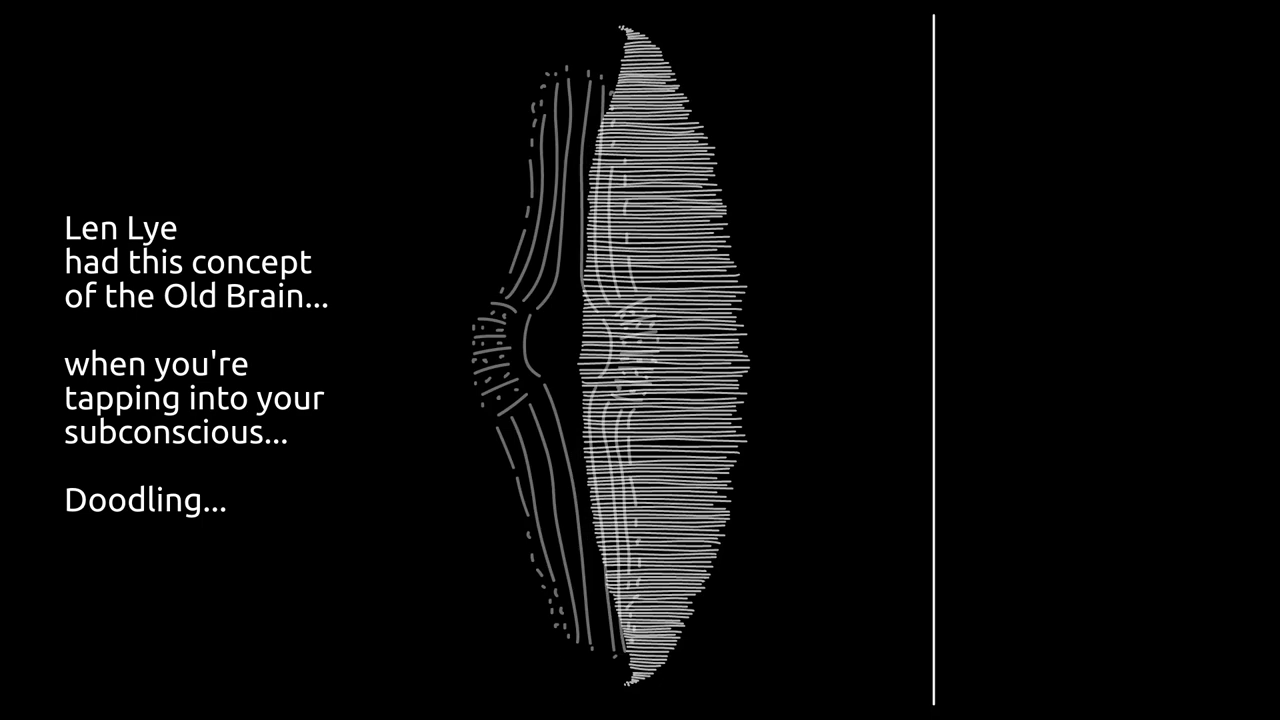 Len Lye
had this concept
of the Old Brain...
when you're
tapping into your
subconscious...
Doodling...